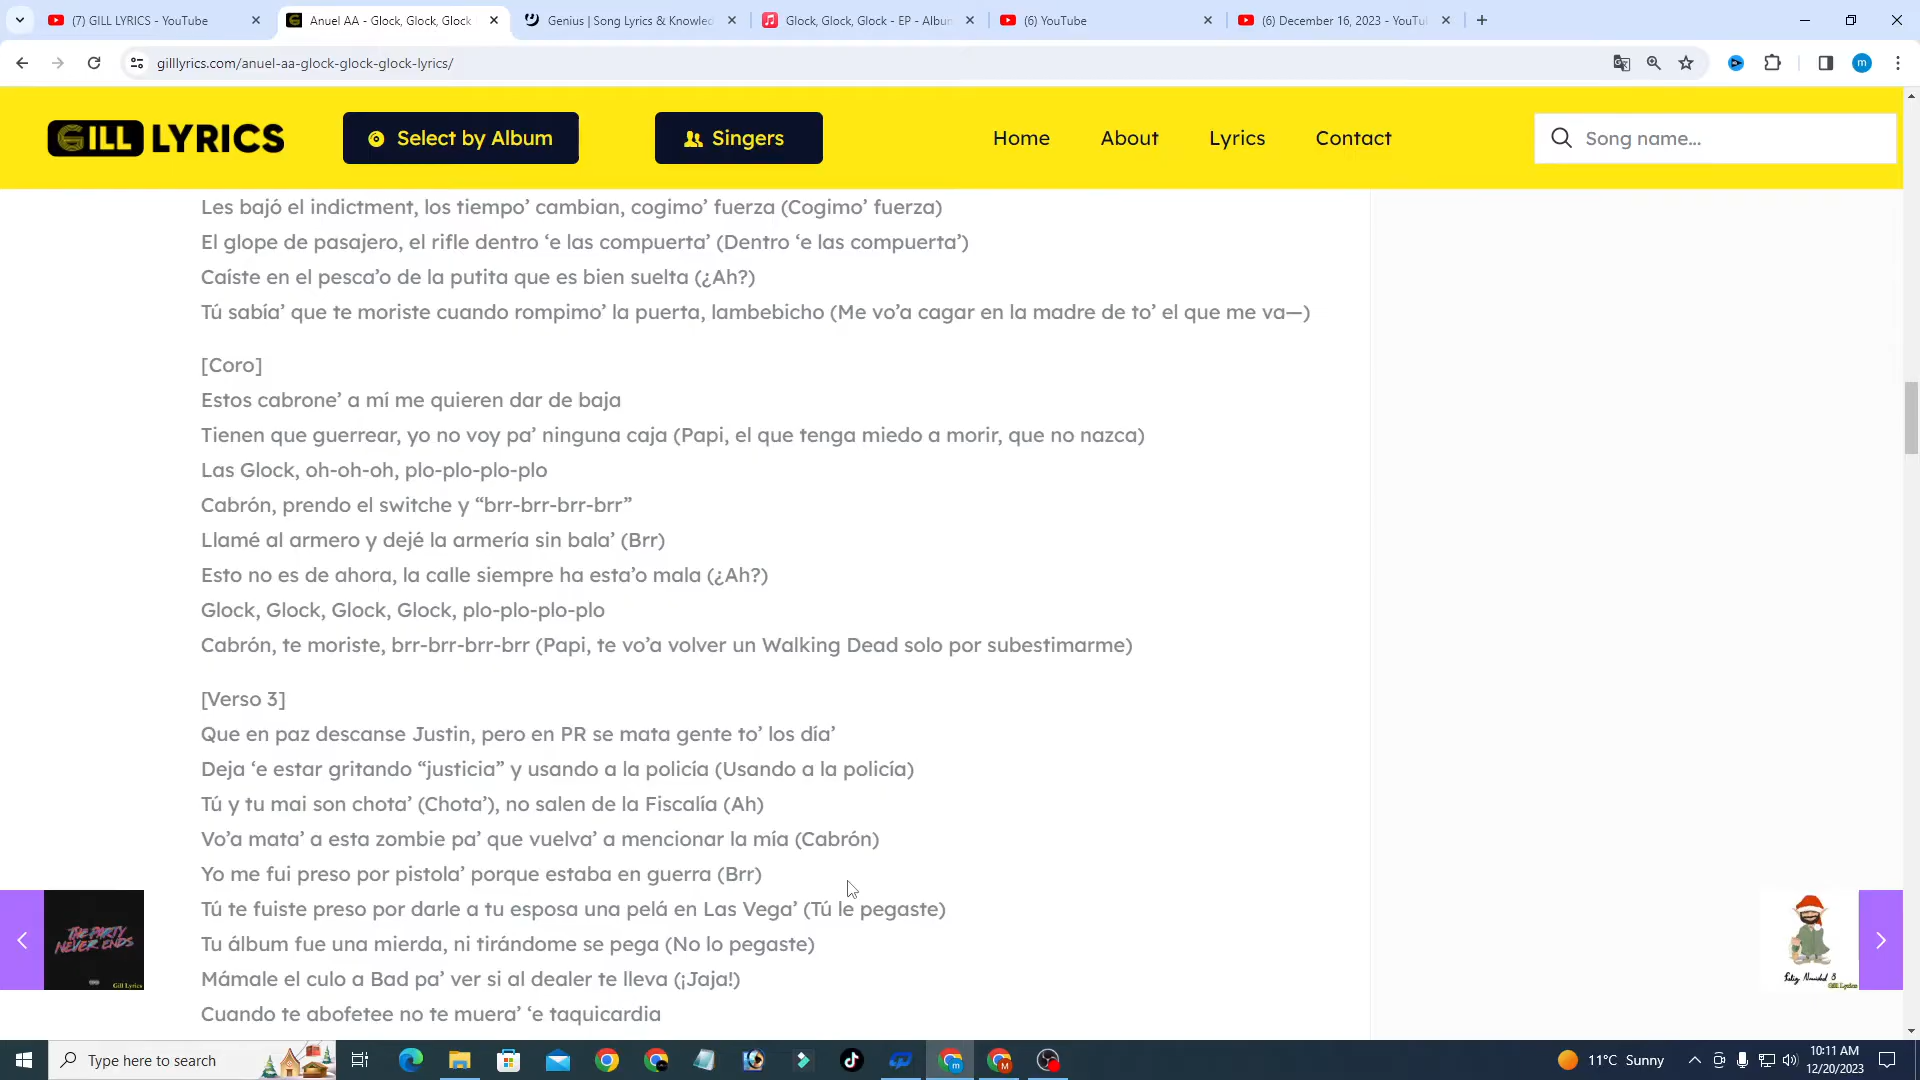 (7) GILL LYRICS - YouTube
Anuel AA - Glock, Glock, Glock
Genius | Song Lyrics & Knowled
Glock, Glock, Glock - EP - Album
(6) YouTube
(6) December 16, 2023 - YouTu
gilllyrics.com/anuel-aa-glock-glock-glock-lyrics/
m
GILL LYRICS
Select by Album
Singers
Home
About
Lyrics
Contact
Song name...
Les bajó el indictment, los tiempo’ cambian, cogimo’ fuerza (Cogimo’ fuerza)
El glope de pasajero, el rifle dentro ‘e las compuerta’ (Dentro ‘e las compuerta’)
Caíste en el pesca’o de la putita que es bien suelta (¿Ah?)
Tú sabía’ que te moriste cuando rompimo’ la puerta, lambebicho (Me vo’a cagar en la madre de to’ el que me va—)
[Coro]
Estos cabrone’ a mí me quieren dar de baja
Tienen que guerrear, yo no voy pa’ ninguna caja (Papi, el que tenga miedo a morir, que no nazca)
Las Glock, oh-oh-oh, plo-plo-plo-plo
Cabrón, prendo el switche y “brr-brr-brr-brr”
Llamé al armero y dejé la armería sin bala’ (Brr)
Esto no es de ahora, la calle siempre ha esta’o mala (¿Ah?)
Glock, Glock, Glock, Glock, plo-plo-plo-plo
Cabrón, te moriste, brr-brr-brr-brr (Papi, te vo’a volver un Walking Dead solo por subestimarme)
[Verso 3]
Que en paz descanse Justin, pero en PR se mata gente to’ los día’
Deja ‘e estar gritando “justicia” y usando a la policía (Usando a la policía)
Tú y tu mai son chota’ (Chota’), no salen de la Fiscalía (Ah)
Vo’a mata’ a esta zombie pa’ que vuelva’ a mencionar la mía (Cabrón)
Yo me fui preso por pistola’ porque estaba en guerra (Brr)
Tú te fuiste preso por darle a tu esposa una pelá en Las Vega’ (Tú le pegaste)
Tu álbum fue una mierda, ni tirándome se pega (No lo pegaste)
Mámale el culo a Bad pa’ ver si al dealer te lleva (¡Jaja!)
Cuando te abofetee no te muera’ ‘e taquicardia
THE PARTY
NEVER ENDS
Gill Lyrics
Feliz Navidad 8
Gill Lyrics
Type here to search
11°C Sunny
10:11 AM
12/20/2023